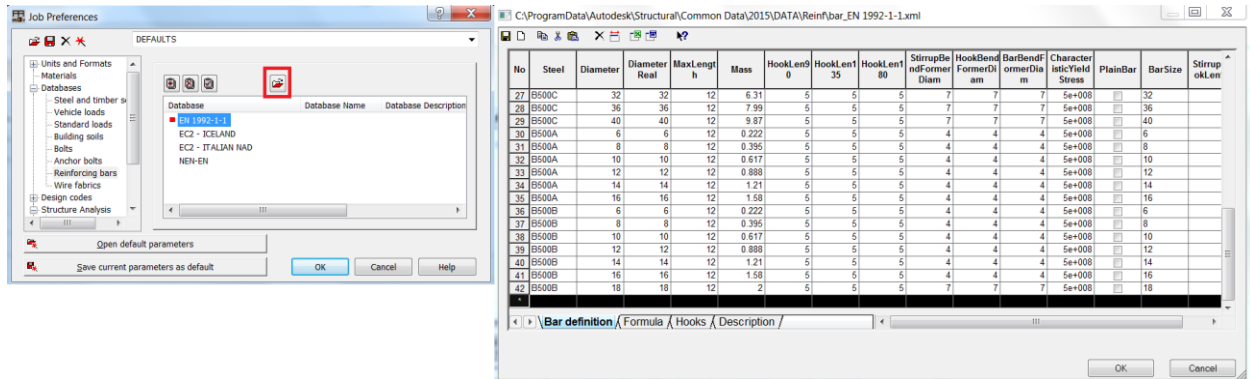 Job Preferences
DEFAULTS
Units and Formats
Materials
Databases
Steel and timber s
Vehicle loads
Standard loads
Building soils
Bolts
Anchor bolts
Reinforcing bars
Wire fabrics
Design codes
Structure Analysis
Database Database Name Database Description
EN 1992-1-1
EC2 - ICELAND
EC2 - ITALIAN NAD
NEN-EN
Open default parameters
Save current parameters as default
OK Cancel Help
C:\ProgramData\Autodesk\Structural\Common Data\2015\DATA\Reinf\bar_EN 1992-1-1.xml
No Steel Diameter Diameter Real MaxLength Mass HookLen90 HookLen135 HookLen180 StirrupBendFormerDiam HookBendFormerDiam BarBendFormerDiam CharacteristicYieldStress PlainBar BarSize Stirrup okLen
27 B500C 32 32 12 6.31 5 5 5 7 7 7 5e+008 32
28 B500C 36 36 12 7.99 5 5 5 7 7 7 5e+008 36
29 B500C 40 40 12 9.87 5 5 5 7 7 7 5e+008 40
30 B500A 6 6 12 0.222 5 5 5 4 4 4 5e+008 6
31 B500A 8 8 12 0.395 5 5 5 4 4 4 5e+008 8
32 B500A 10 10 12 0.617 5 5 5 4 4 4 5e+008 10
33 B500A 12 12 12 0.888 5 5 5 4 4 4 5e+008 12
34 B500A 14 14 12 1.21 5 5 5 4 4 4 5e+008 14
35 B500A 16 16 12 1.58 5 5 5 4 4 4 5e+008 16
36 B500B 6 6 12 0.222 5 5 5 4 4 4 5e+008 6
37 B500B 8 8 12 0.395 5 5 5 4 4 4 5e+008 8
38 B500B 10 10 12 0.617 5 5 5 4 4 4 5e+008 10
39 B500B 12 12 12 0.888 5 5 5 4 4 4 5e+008 12
40 B500B 14 14 12 1.21 5 5 5 4 4 4 5e+008 14
41 B500B 16 16 12 1.58 5 5 5 4 4 4 5e+008 16
42 B500B 18 18 12 2 5 5 5 7 7 7 5e+008 18
*
Bar definition Formula Hooks Description
OK Cancel